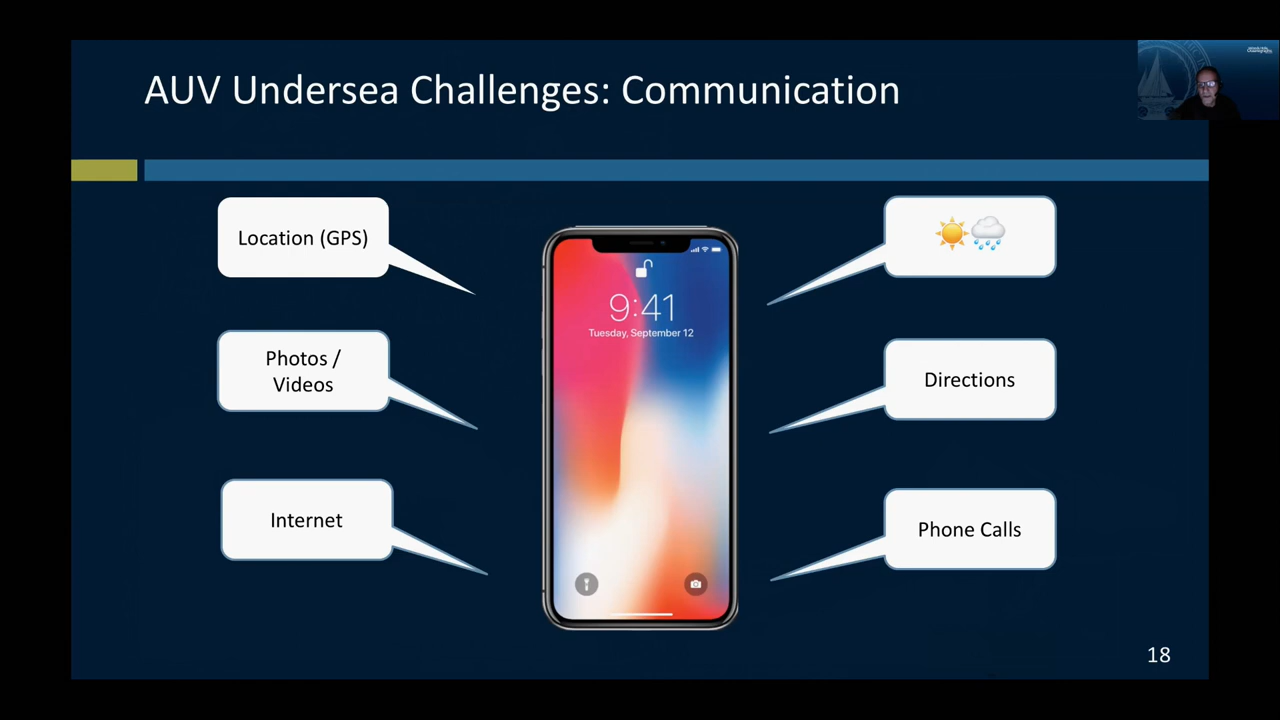 AUV Undersea Challenges: Communication
Location (GPS)
Photos /
Videos
Internet
9:41
Tuesday, September 12
Directions
Phone Calls
18